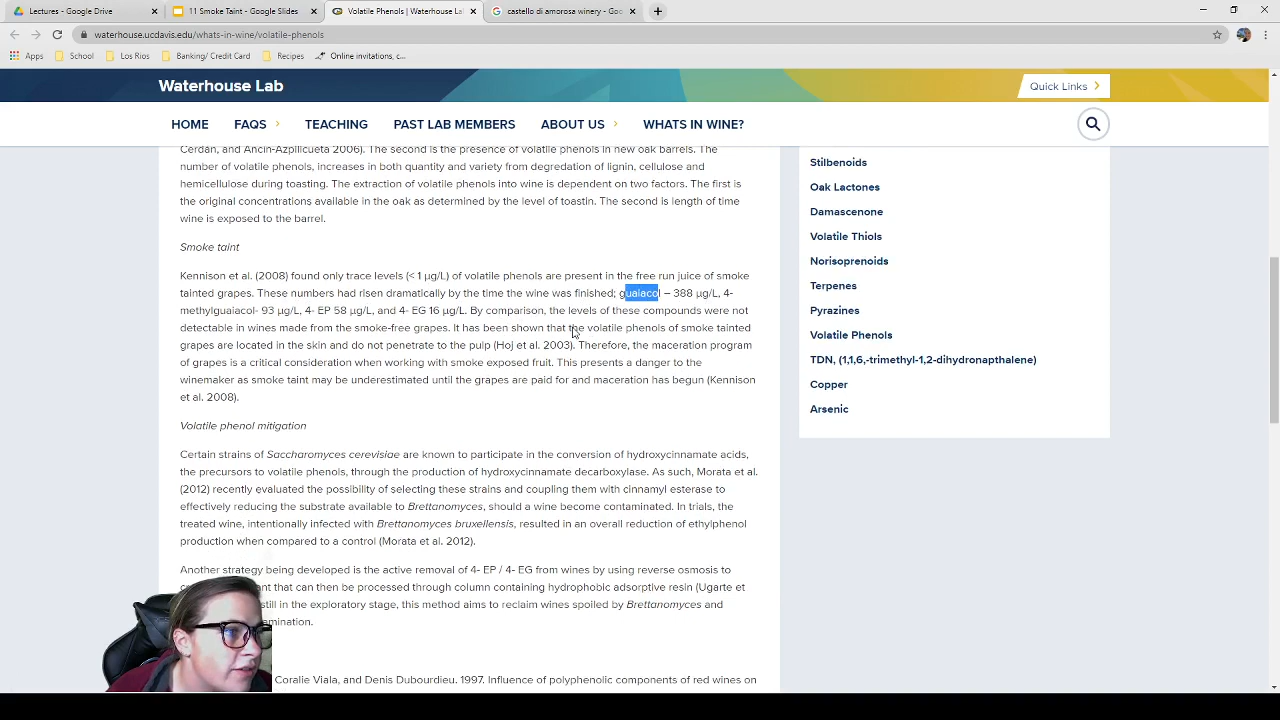 Lectures - Google Drive
11 Smoke Taint - Google Slides
Volatile Phenols | Waterhouse Lab
castello di amorosa winery - Goo
waterhouse.ucdavis.edu/whats-in-wine/volatile-phenols
Apps School Los Rios Banking/ Credit Card Recipes Online invitations, c...
Waterhouse Lab
Quick Links
HOME FAQS TEACHING PAST LAB MEMBERS ABOUT US WHATS IN WINE?
Cerdan, and Ancin-Azpilicueta 2006). The second is the presence of volatile phenols in new oak barrels. The
number of volatile phenols, increases in both quantity and variety from degredation of lignin, cellulose and
hemicellulose during toasting. The extraction of volatile phenols into wine is dependent on two factors. The first is
the original concentrations available in the oak as determined by the level of toastin. The second is length of time
wine is exposed to the barrel.
Smoke taint
Kennison et al. (2008) found only trace levels (< 1 μg/L) of volatile phenols are present in the free run juice of smoke
tainted grapes. These numbers had risen dramatically by the time the wine was finished; guaiacol – 388 μg/L, 4-
methylguaiacol- 93 μg/L, 4- EP 58 μg/L, and 4- EG 16 μg/L. By comparison, the levels of these compounds were not
detectable in wines made from the smoke-free grapes. It has been shown that the volatile phenols of smoke tainted
grapes are located in the skin and do not penetrate to the pulp (Hoj et al. 2003). Therefore, the maceration program
of grapes is a critical consideration when working with smoke exposed fruit. This presents a danger to the
winemaker as smoke taint may be underestimated until the grapes are paid for and maceration has begun (Kennison
et al. 2008).
Volatile phenol mitigation
Certain strains of Saccharomyces cerevisiae are known to participate in the conversion of hydroxycinnamate acids,
the precursors to volatile phenols, through the production of hydroxycinnamate decarboxylase. As such, Morata et al.
(2012) recently evaluated the possibility of selecting these strains and coupling them with cinnamyl esterase to
effectively reducing the substrate available to Brettanomyces, should a wine become contaminated. In trials, the
treated wine, intentionally infected with Brettanomyces bruxellensis, resulted in an overall reduction of ethylphenol
production when compared to a control (Morata et al. 2012).
Another strategy being developed is the active removal of 4- EP / 4- EG from wines by using reverse osmosis to
that can then be processed through column containing hydrophobic adsorptive resin (Ugarte et
still in the exploratory stage, this method aims to reclaim wines spoiled by Brettanomyces and
Coralie Viala, and Denis Dubourdieu. 1997. Influence of polyphenolic components of red wines on
Stilbenoids
Oak Lactones
Damascenone
Volatile Thiols
Norisoprenoids
Terpenes
Pyrazines
Volatile Phenols
TDN, (1,1,6,-trimethyl-1,2-dihydronapthalene)
Copper
Arsenic